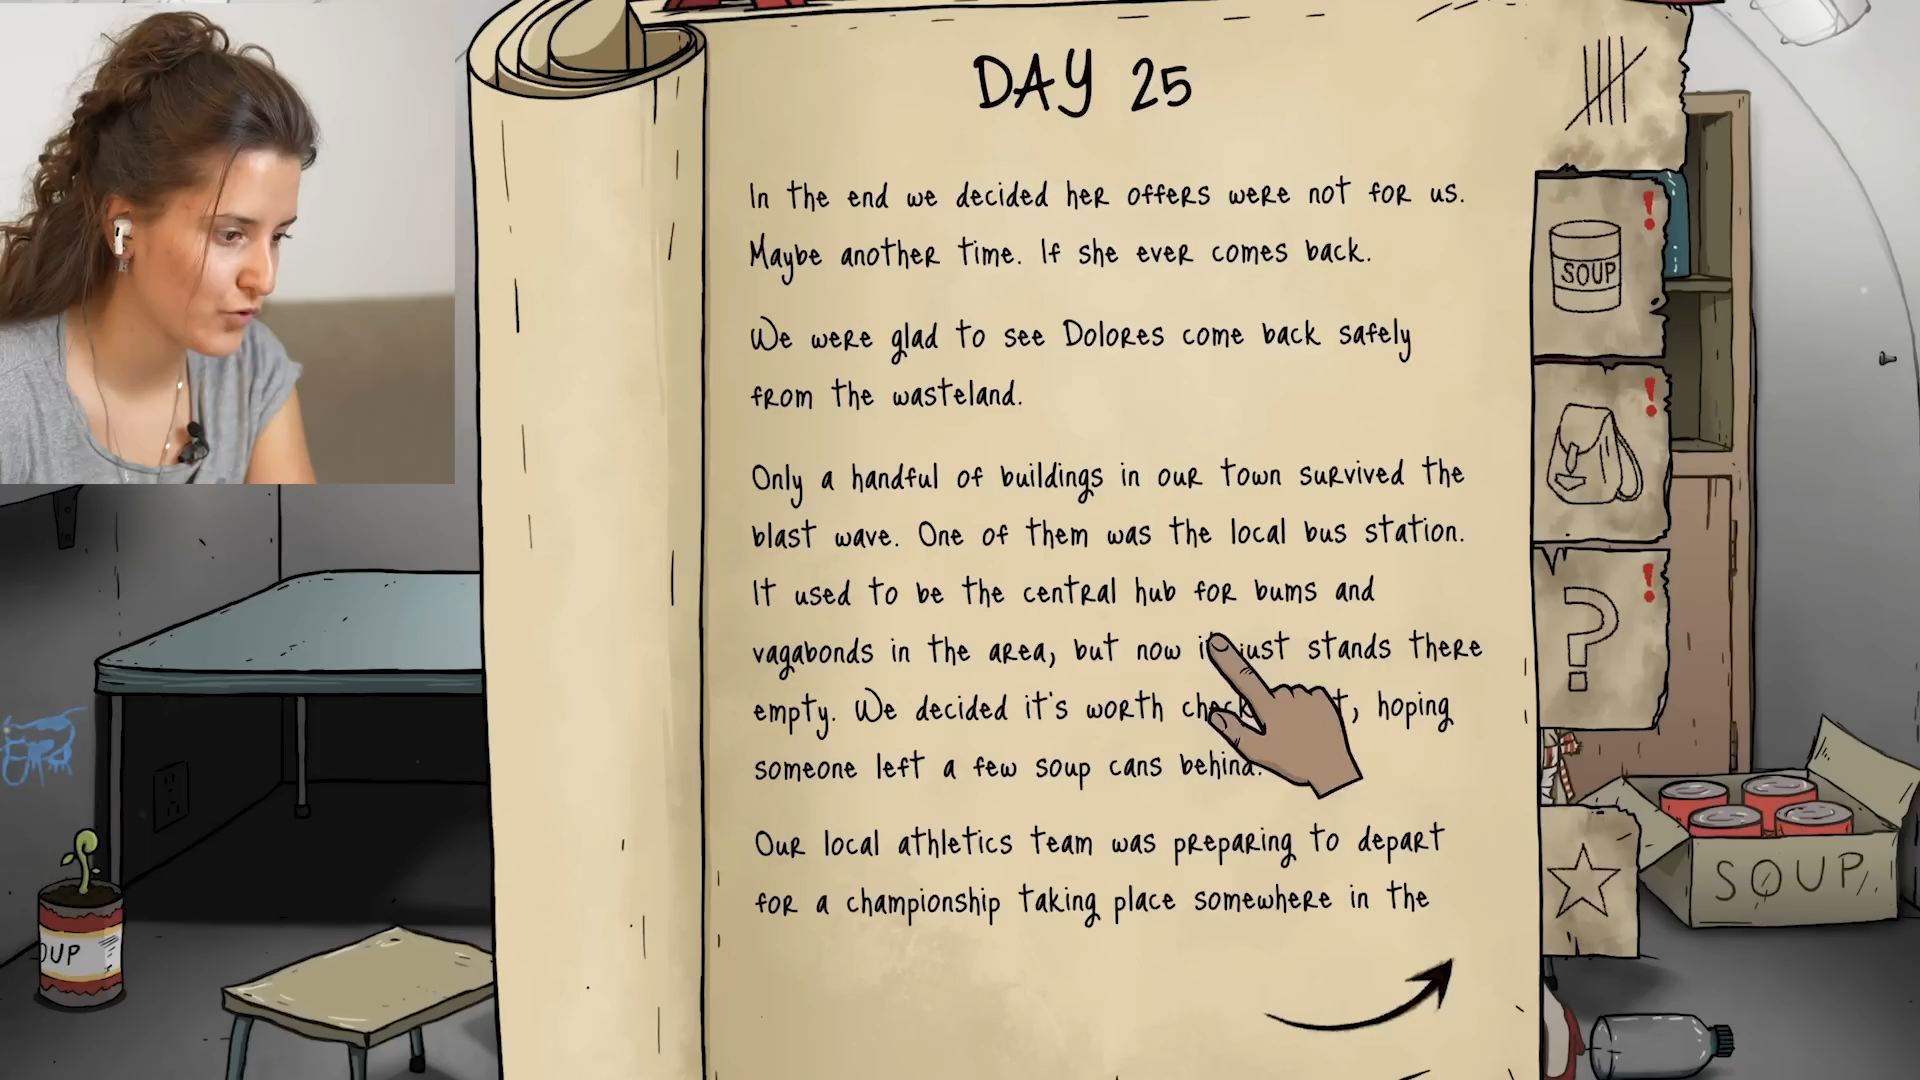 DAY 25
In the end we decided her offers were not for us.
Maybe another time. If she ever comes back.
We were glad to see Dolores come back safely
from the wasteland.
Only a handful of buildings in our town survived the
blast wave. One of them was the local bus station.
It used to be the central hub for bums and
vagabonds in the area, but now just stands there
empty. We decided it's worth hoping
someone left a few soup cans behind.
Our local athletics team was preparing to depart
for a championship taking place somewhere in the
!
SOUP
!
!
?
SOUP
OUP